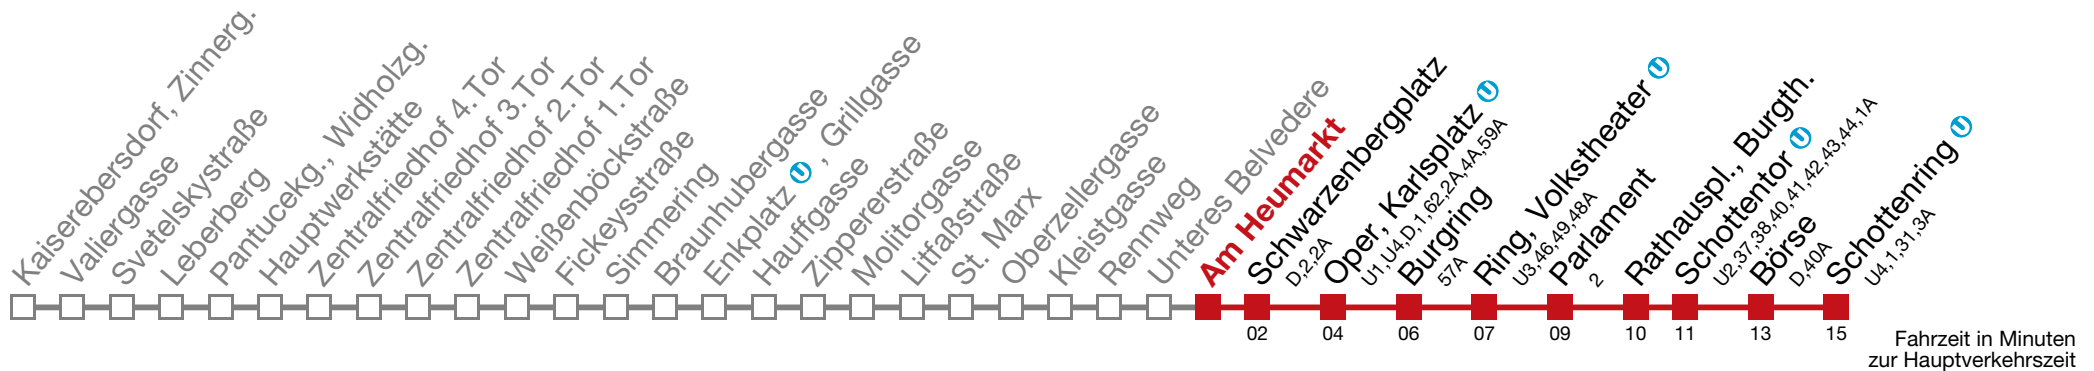 Kaiserebersdorf, Zinnerg.
Valiergasse
Svetelskystraße
Leberberg
Pantucekg., Widholzg.
Hauptwerkstätte
Zentralfriedhof 4.Tor
Zentralfriedhof 3.Tor
Zentralfriedhof 2.Tor
Zentralfriedhof 1.Tor
Weißenböckstraße
Fickeysstraße
Simmering
Braunhubergasse
Enkplatz U , Grillgasse
Hauffgasse
Zippererstraße
Molitorgasse
Litfaßstraße
St. Marx
Oberzellergasse
Kleistgasse
Rennweg
Unteres Belvedere
Am Heumarkt
Schwarzenbergplatz
D,2,2A
Oper, Karlsplatz U
U1,U4,D,1,62,2A,4A,59A
Burgring
57A
Ring, Volkstheater U
U3,46,49,48A
Parlament
2
Rathauspl., Burgth.
Schottentor U
U2,37,38,40,41,42,43,44,1A
Börse
D,40A
Schottenring U
U4,1,31,3A
02 04 06 07 09 10 11 13 15
Fahrzeit in Minuten
zur Hauptverkehrszeit